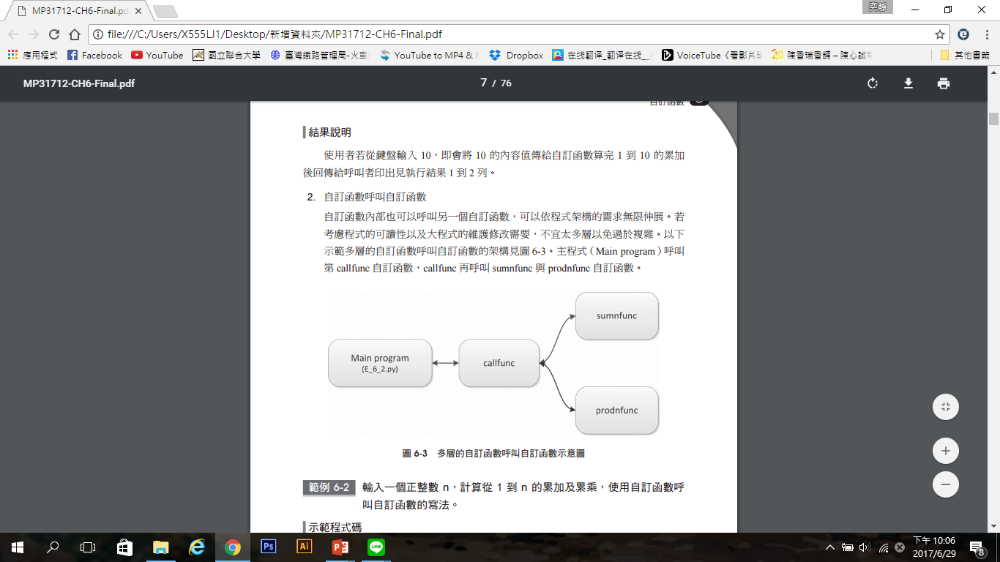 MP31712-CH6-Final.pd
奕靜
file:///C:/Users/X555LJ1/Desktop/新增資料夾/MP31712-CH6-Final.pdf
應用程式 Facebook YouTube 國立聯合大學 臺灣鐵路管理局-火車 YouTube to MP4 & Dropbox 在线翻译_翻译在线_ VoiceTube《看影片學 陳香瑞香舖 – 陳心誠 其他書籤
MP31712-CH6-Final.pdf 7 / 76
自訂函數
結果說明
使用者若從鍵盤輸入 10，即會將 10 的內容值傳給自訂函數算完 1 到 10 的累加
後回傳給呼叫者印出見執行結果 1 到 2 列。
2. 自訂函數呼叫自訂函數
自訂函數內部也可以呼叫另一個自訂函數，可以依程式架構的需求無限伸展。若
考慮程式的可讀性以及大程式的維護修改需要，不宜太多層以免過於複雜。以下
示範多層的自訂函數呼叫自訂函數的架構見圖 6-3。主程式（Main program）呼叫
第 callfunc 自訂函數，callfunc 再呼叫 sumnfunc 與 prodnfunc 自訂函數。
sumnfunc
Main program
(E_6_2.py)
callfunc
prodnfunc
圖 6-3 多層的自訂函數呼叫自訂函數示意圖
範例 6-2 輸入一個正整數 n，計算從 1 到 n 的累加及累乘，使用自訂函數呼
叫自訂函數的寫法。
示範程式碼
Ps Ai P LINE
下午 10:06
2017/6/29
8